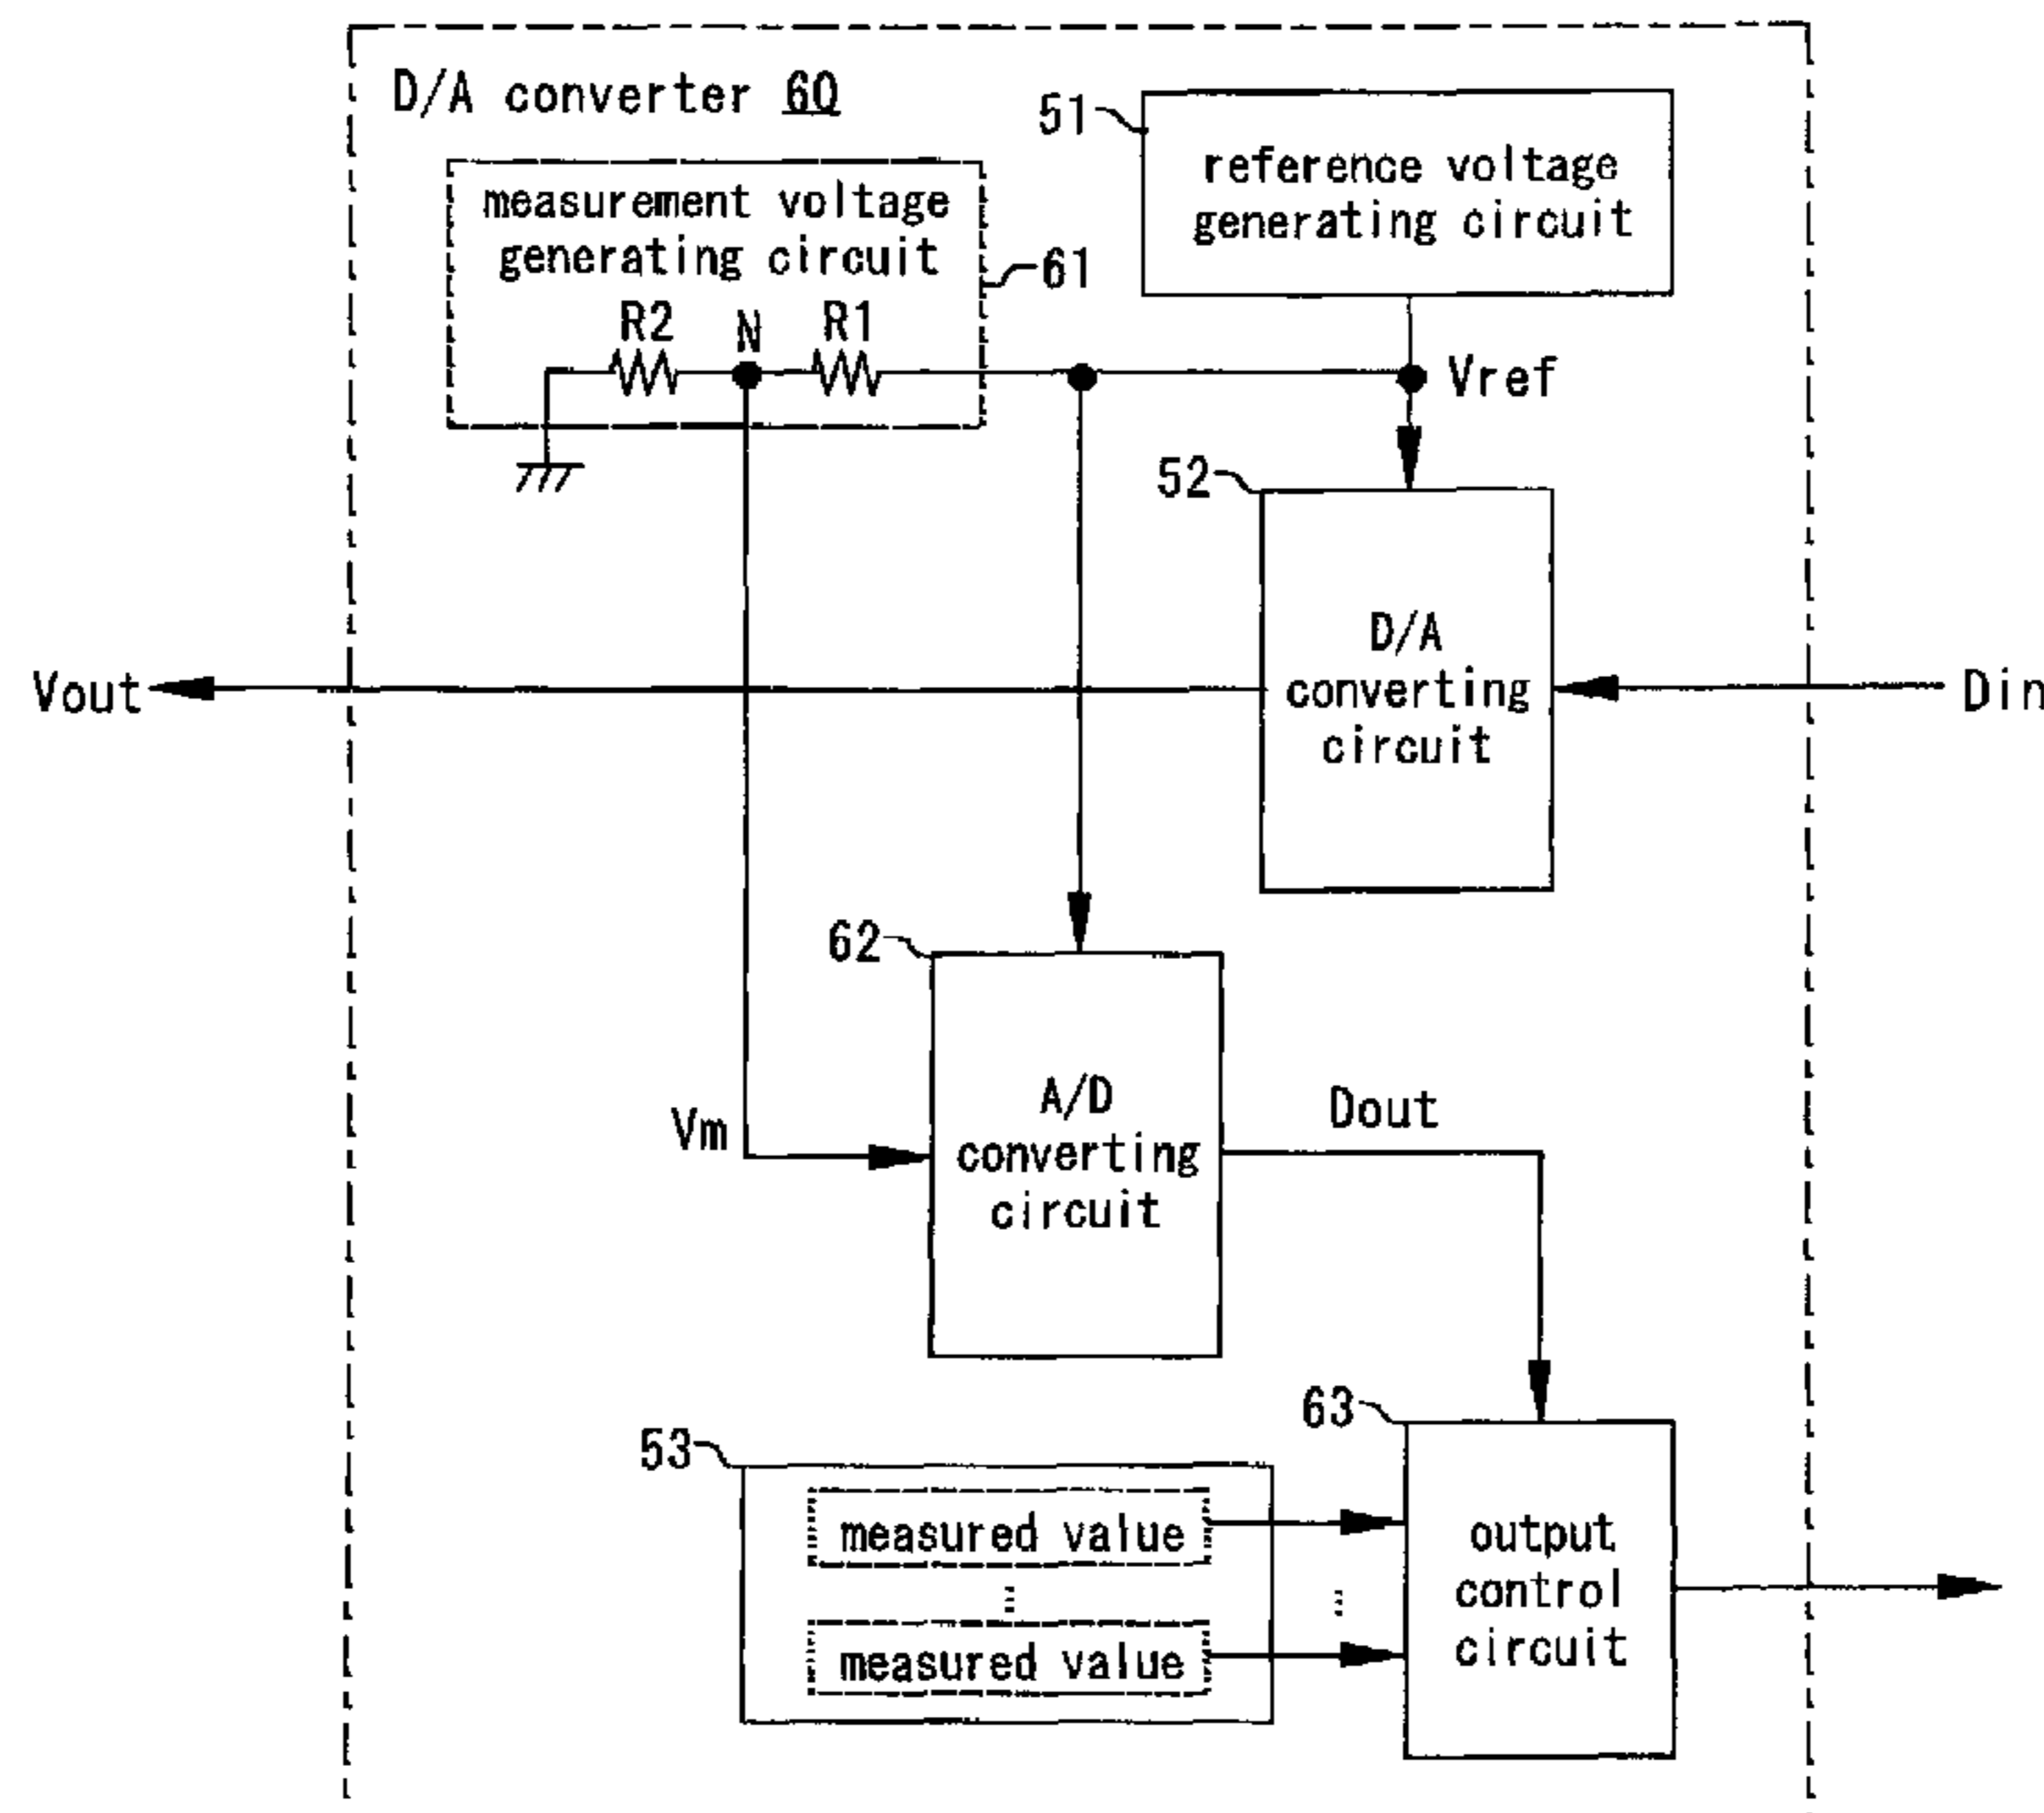 D/A converter 60
51
reference voltage
generating circuit
measurement voltage
generating circuit
61
R2
N
R1
Vref
52
D/A
converting
circuit
Vout
Din
62
A/D
converting
circuit
Vm
Dout
53
measured value
measured value
63
output
control
circuit